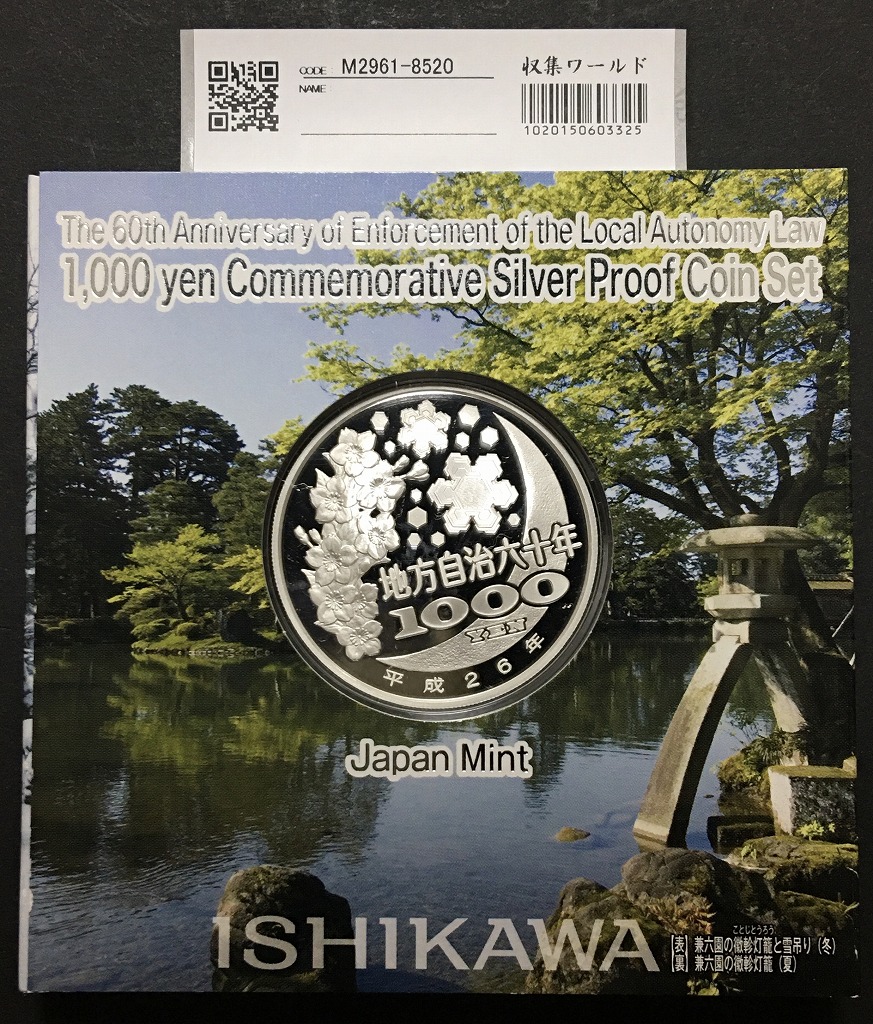 CODE : M2961-8520
収集ワールド
NAME
1020150603325
The 60th Anniversary of Enforcement of the Local Autonomy Law
1,000 yen Commemorative Silver Proof Coin Set
地方自治六十年
1000
YEN
平成26年
Japan Mint
ISHIKAWA
ことじとうろう
【表】兼六園の徽軫灯籠と雪吊り(冬)
【裏】兼六園の徽軫灯籠(夏)